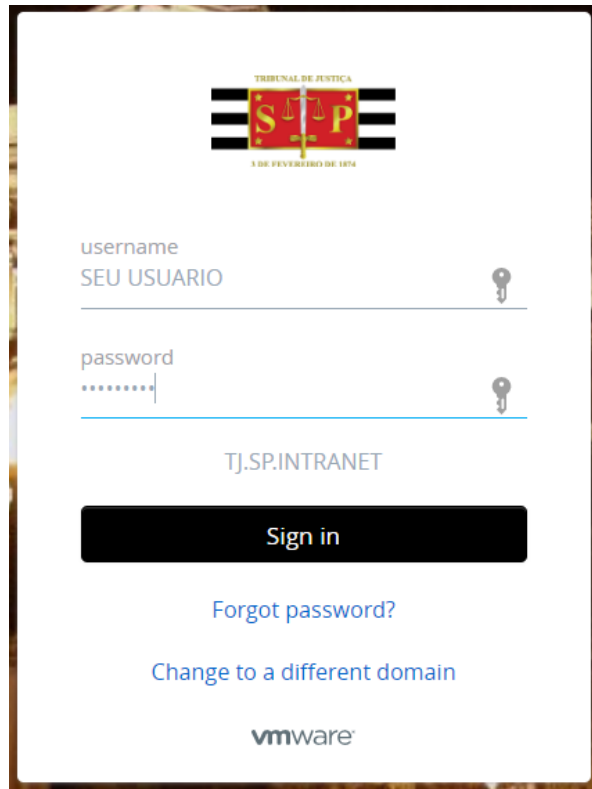 TRIBUNAL DE JUSTIÇA
S P
3 DE FEVEREIRO DE 1874
username
SEU USUARIO
password
•••••••••
TJ.SP.INTRANET
Sign in
Forgot password?
Change to a different domain
vmware